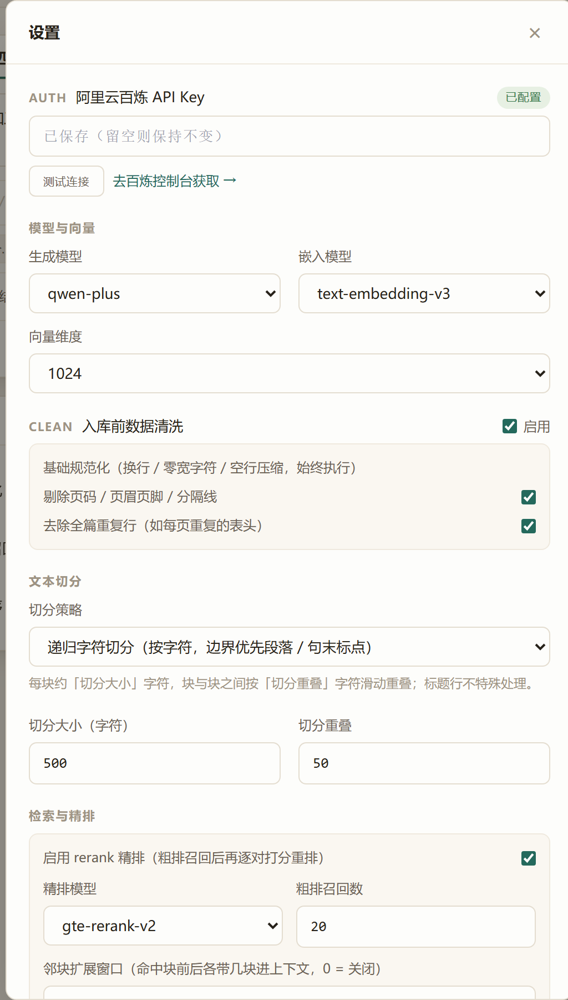 设置
×
AUTH 阿里云百炼 API Key 已配置
已保存（留空则保持不变）
测试连接 去百炼控制台获取 →
模型与向量
生成模型 嵌入模型
qwen-plus text-embedding-v3
向量维度
1024
CLEAN 入库前数据清洗 启用
基础规范化（换行 / 零宽字符 / 空行压缩，始终执行）
剔除页码 / 页眉页脚 / 分隔线
去除全篇重复行（如每页重复的表头）
文本切分
切分策略
递归字符切分（按字符，边界优先段落 / 句末标点）
每块约「切分大小」字符，块与块之间按「切分重叠」字符滑动重叠；标题行不特殊处理。
切分大小（字符） 切分重叠
500 50
检索与精排
启用 rerank 精排（粗排召回后再逐对打分重排）
精排模型 粗排召回数
gte-rerank-v2 20
邻块扩展窗口（命中块前后各带几块进上下文，0 = 关闭）